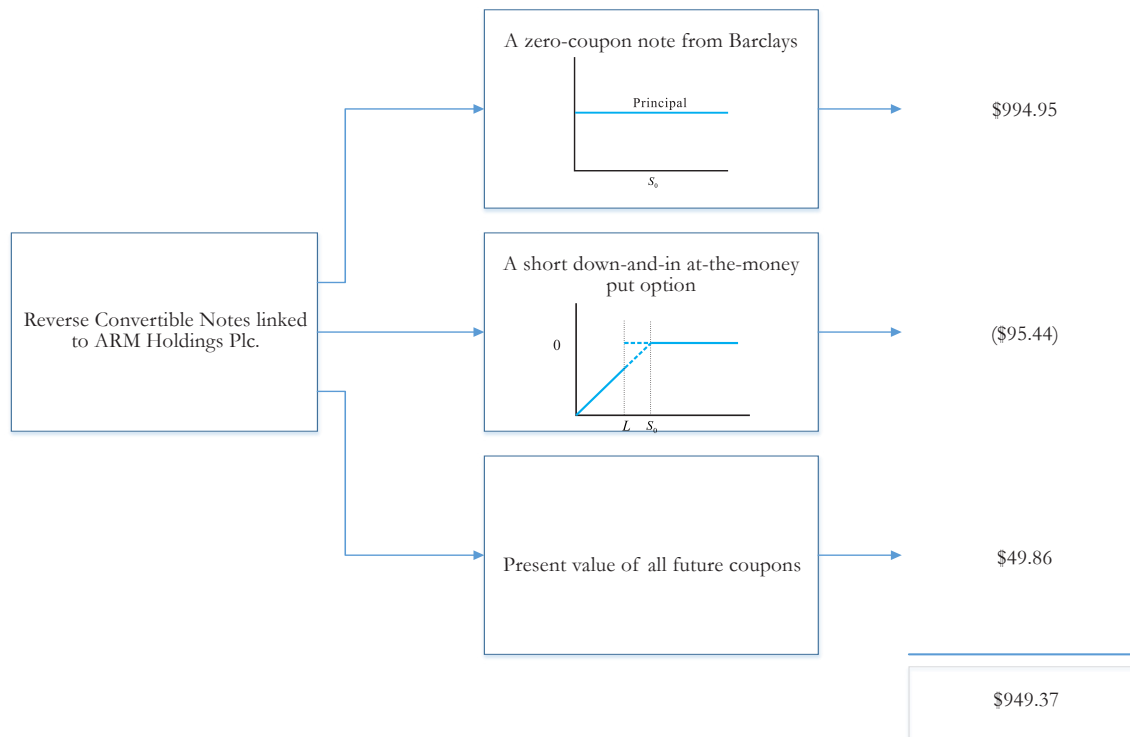 A zero-coupon note from Barclays
Principal
S₀
$994.95
Reverse Convertible Notes linked
to ARM Holdings Plc.
A short down-and-in at-the-money
put option
0
L S₀
($95.44)
Present value of all future coupons
$49.86
$949.37